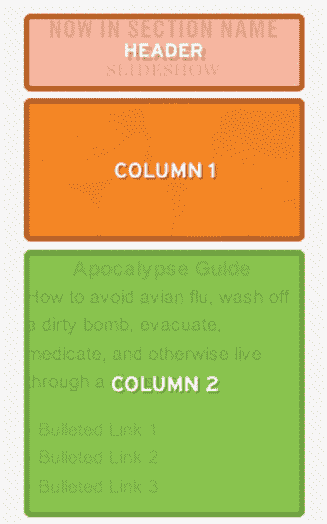 NOW IN SECTION NAME
HEADER
HEADER
SLIDESHOW
COLUMN 1
Apocalypse Guide
How to avoid avian flu, wash off
a dirty bomb, evacuate,
medicate, and otherwise live
through a
COLUMN 2
Bulleted Link 1
Bulleted Link 2
Bulleted Link 3